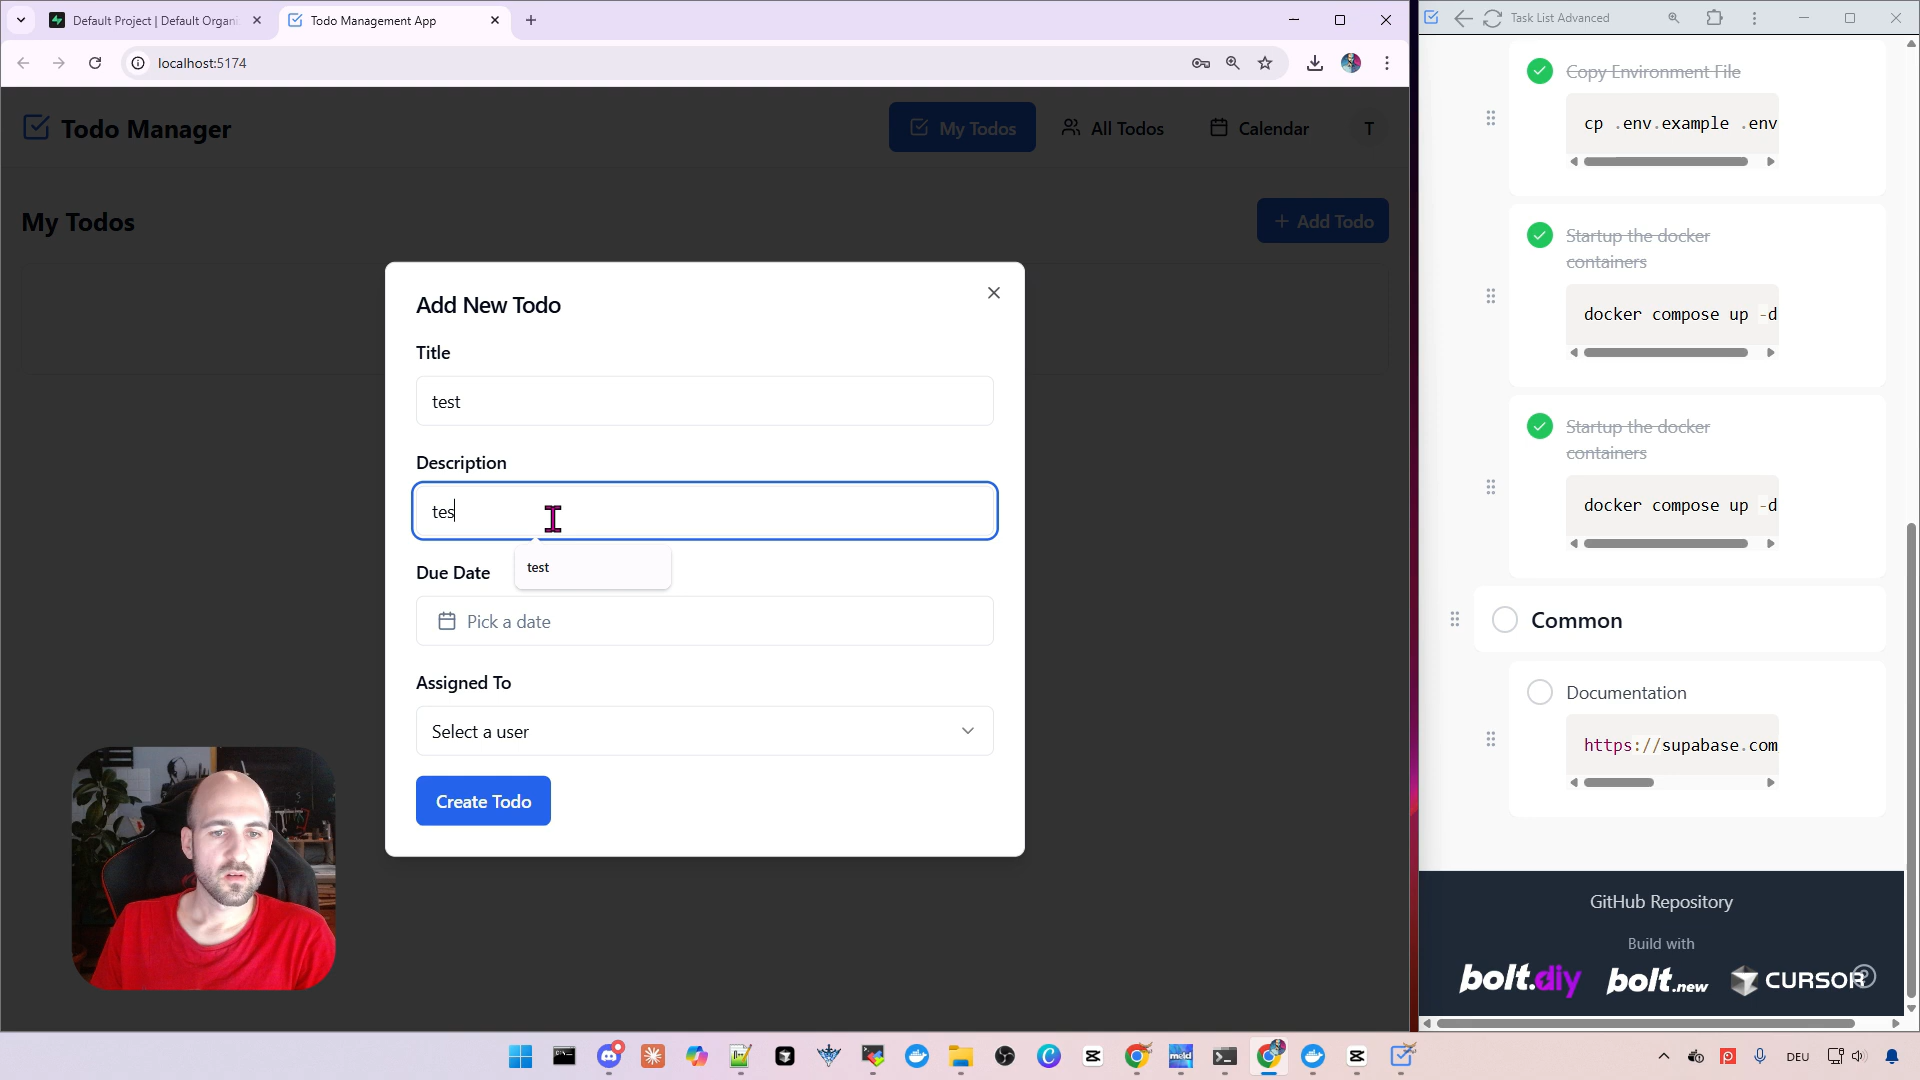 Default Project | Default Organi
Todo Management App
localhost:5174
Todo Manager
My Todos
All Todos
Calendar
T
My Todos
+ Add Todo
Add New Todo
Title
test
Description
tes
test
Due Date
Pick a date
Assigned To
Select a user
Create Todo
Task List Advanced
Copy Environment File
cp .env.example .env
Startup the docker
containers
docker compose up -d
Startup the docker
containers
docker compose up -d
Common
Documentation
https://supabase.com
GitHub Repository
Build with
bolt.diy
bolt.new
CURSOR
meld
DEU